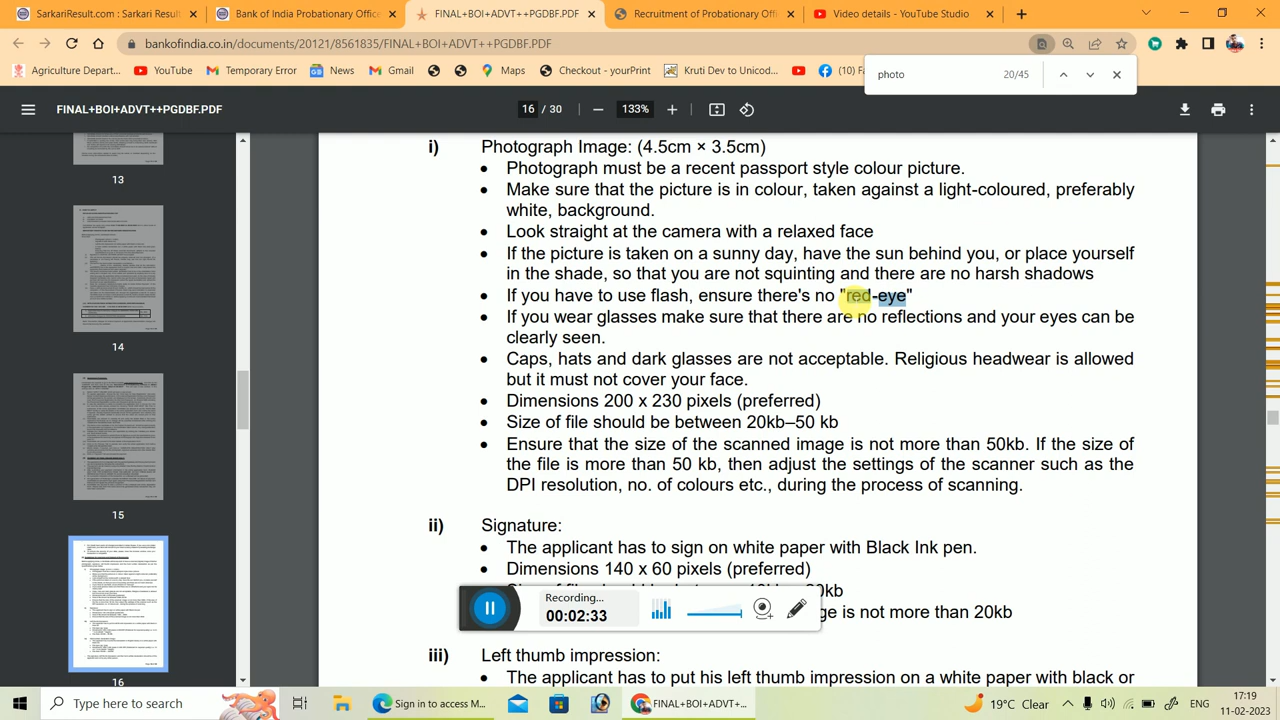 SarkariResult.com : Sarkari Result
Bank of India Probationary Office
FINAL+BOI+ADVT++PGDBF.PDF
Recruitment of Probationary Offi
Video details - YouTube Studio
bankofindia.co.in/documents/20121/8561835/FINAL+BOI+ADVT++PGDBF.PDF
Agriculture Depart...
YouTube
Temporary Error
News
Gmail
Maps
Checkout - yourPrint
Kruti Dev to Unicod...
(10) Fa
photo
20/45
FINAL+BOI+ADVT++PGDBF.PDF
16 / 30
133%
13
14
15
16
i) Photograph Image: (4.5cm × 3.5cm)
• Photograph must be a recent passport style colour picture.
• Make sure that the picture is in colour, taken against a light-coloured, preferably
white, background.
• Look straight at the camera with a relaxed face
• If the picture is taken on a sunny day, have the sun behind you, or place yourself
in the shade, so that you are not squinting and there are no harsh shadows
• If you have to use flash, ensure there's no "red-eye"
• If you wear glasses make sure that there are no reflections and your eyes can be
clearly seen.
• Caps, hats and dark glasses are not acceptable. Religious headwear is allowed
but it must not cover your face.
• Dimensions 200 x 230 pixels (preferred)
• Size of file should be between 20kb–50 kb
• Ensure that the size of the scanned image is not more than 50kb. If the size of
the file is more than 50 kb, then adjust the settings of the scanner such as the
DPI resolution, no. of colours etc., during the process of scanning.
ii) Signature:
• The applicant has to sign on white paper with Black Ink pen.
• Dimensions 140 x 60 pixels (preferred)
kb
is not more than 20kb
cording...
00:02:33
iii) Left thumb impression:
• The applicant has to put his left thumb impression on a white paper with black or
Type here to search
Sign in to access M...
FINAL+BOI+ADVT+...
19°C Clear
ENG
17:19
11-02-2023